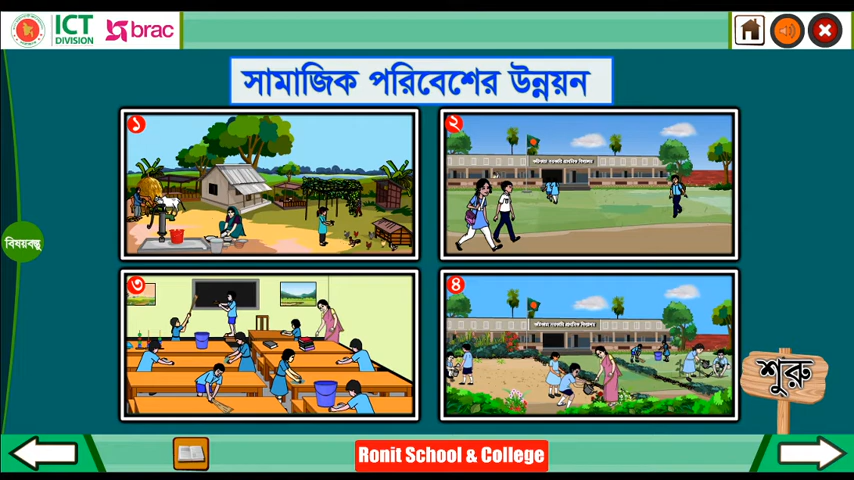 ICT
DIVISION
brac
সামাজিক পরিবেশের উন্নয়ন
১
২
৩
৪
বিষয়বস্তু
শুরু
Ronit School & College